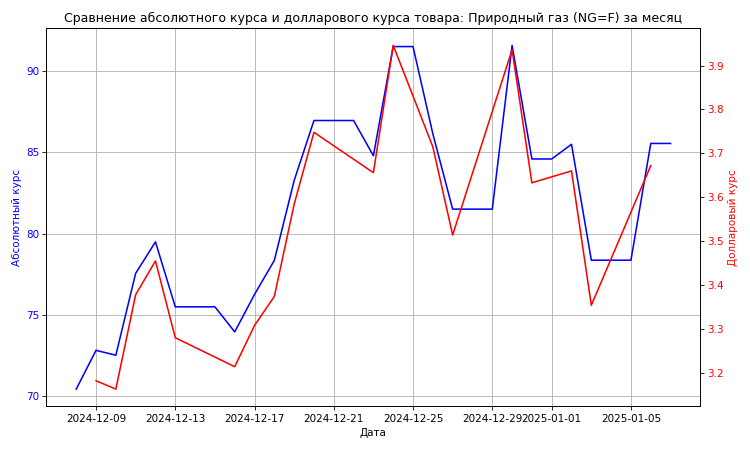 Сравнение абсолютного курса и долларового курса товара: Природный газ (NG=F) за месяц
90
85
80
75
70
Абсолютный курс
3.9
3.8
3.7
3.6
3.5
3.4
3.3
3.2
Долларовый курс
2024-12-09 2024-12-13 2024-12-17 2024-12-21 2024-12-25 2024-12-29 2025-01-01 2025-01-05
Дата